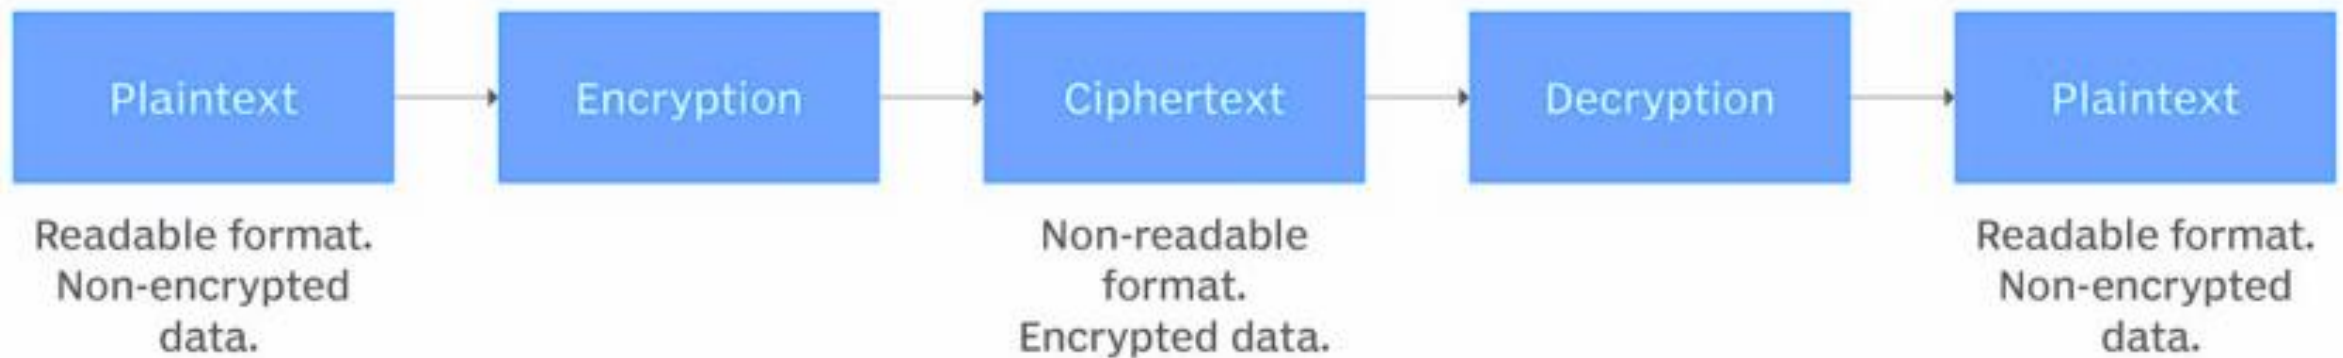 Plaintext
Encryption
Ciphertext
Decryption
Plaintext
Readable format.
Non-encrypted
data.
Non-readable
format.
Encrypted data.
Readable format.
Non-encrypted
data.